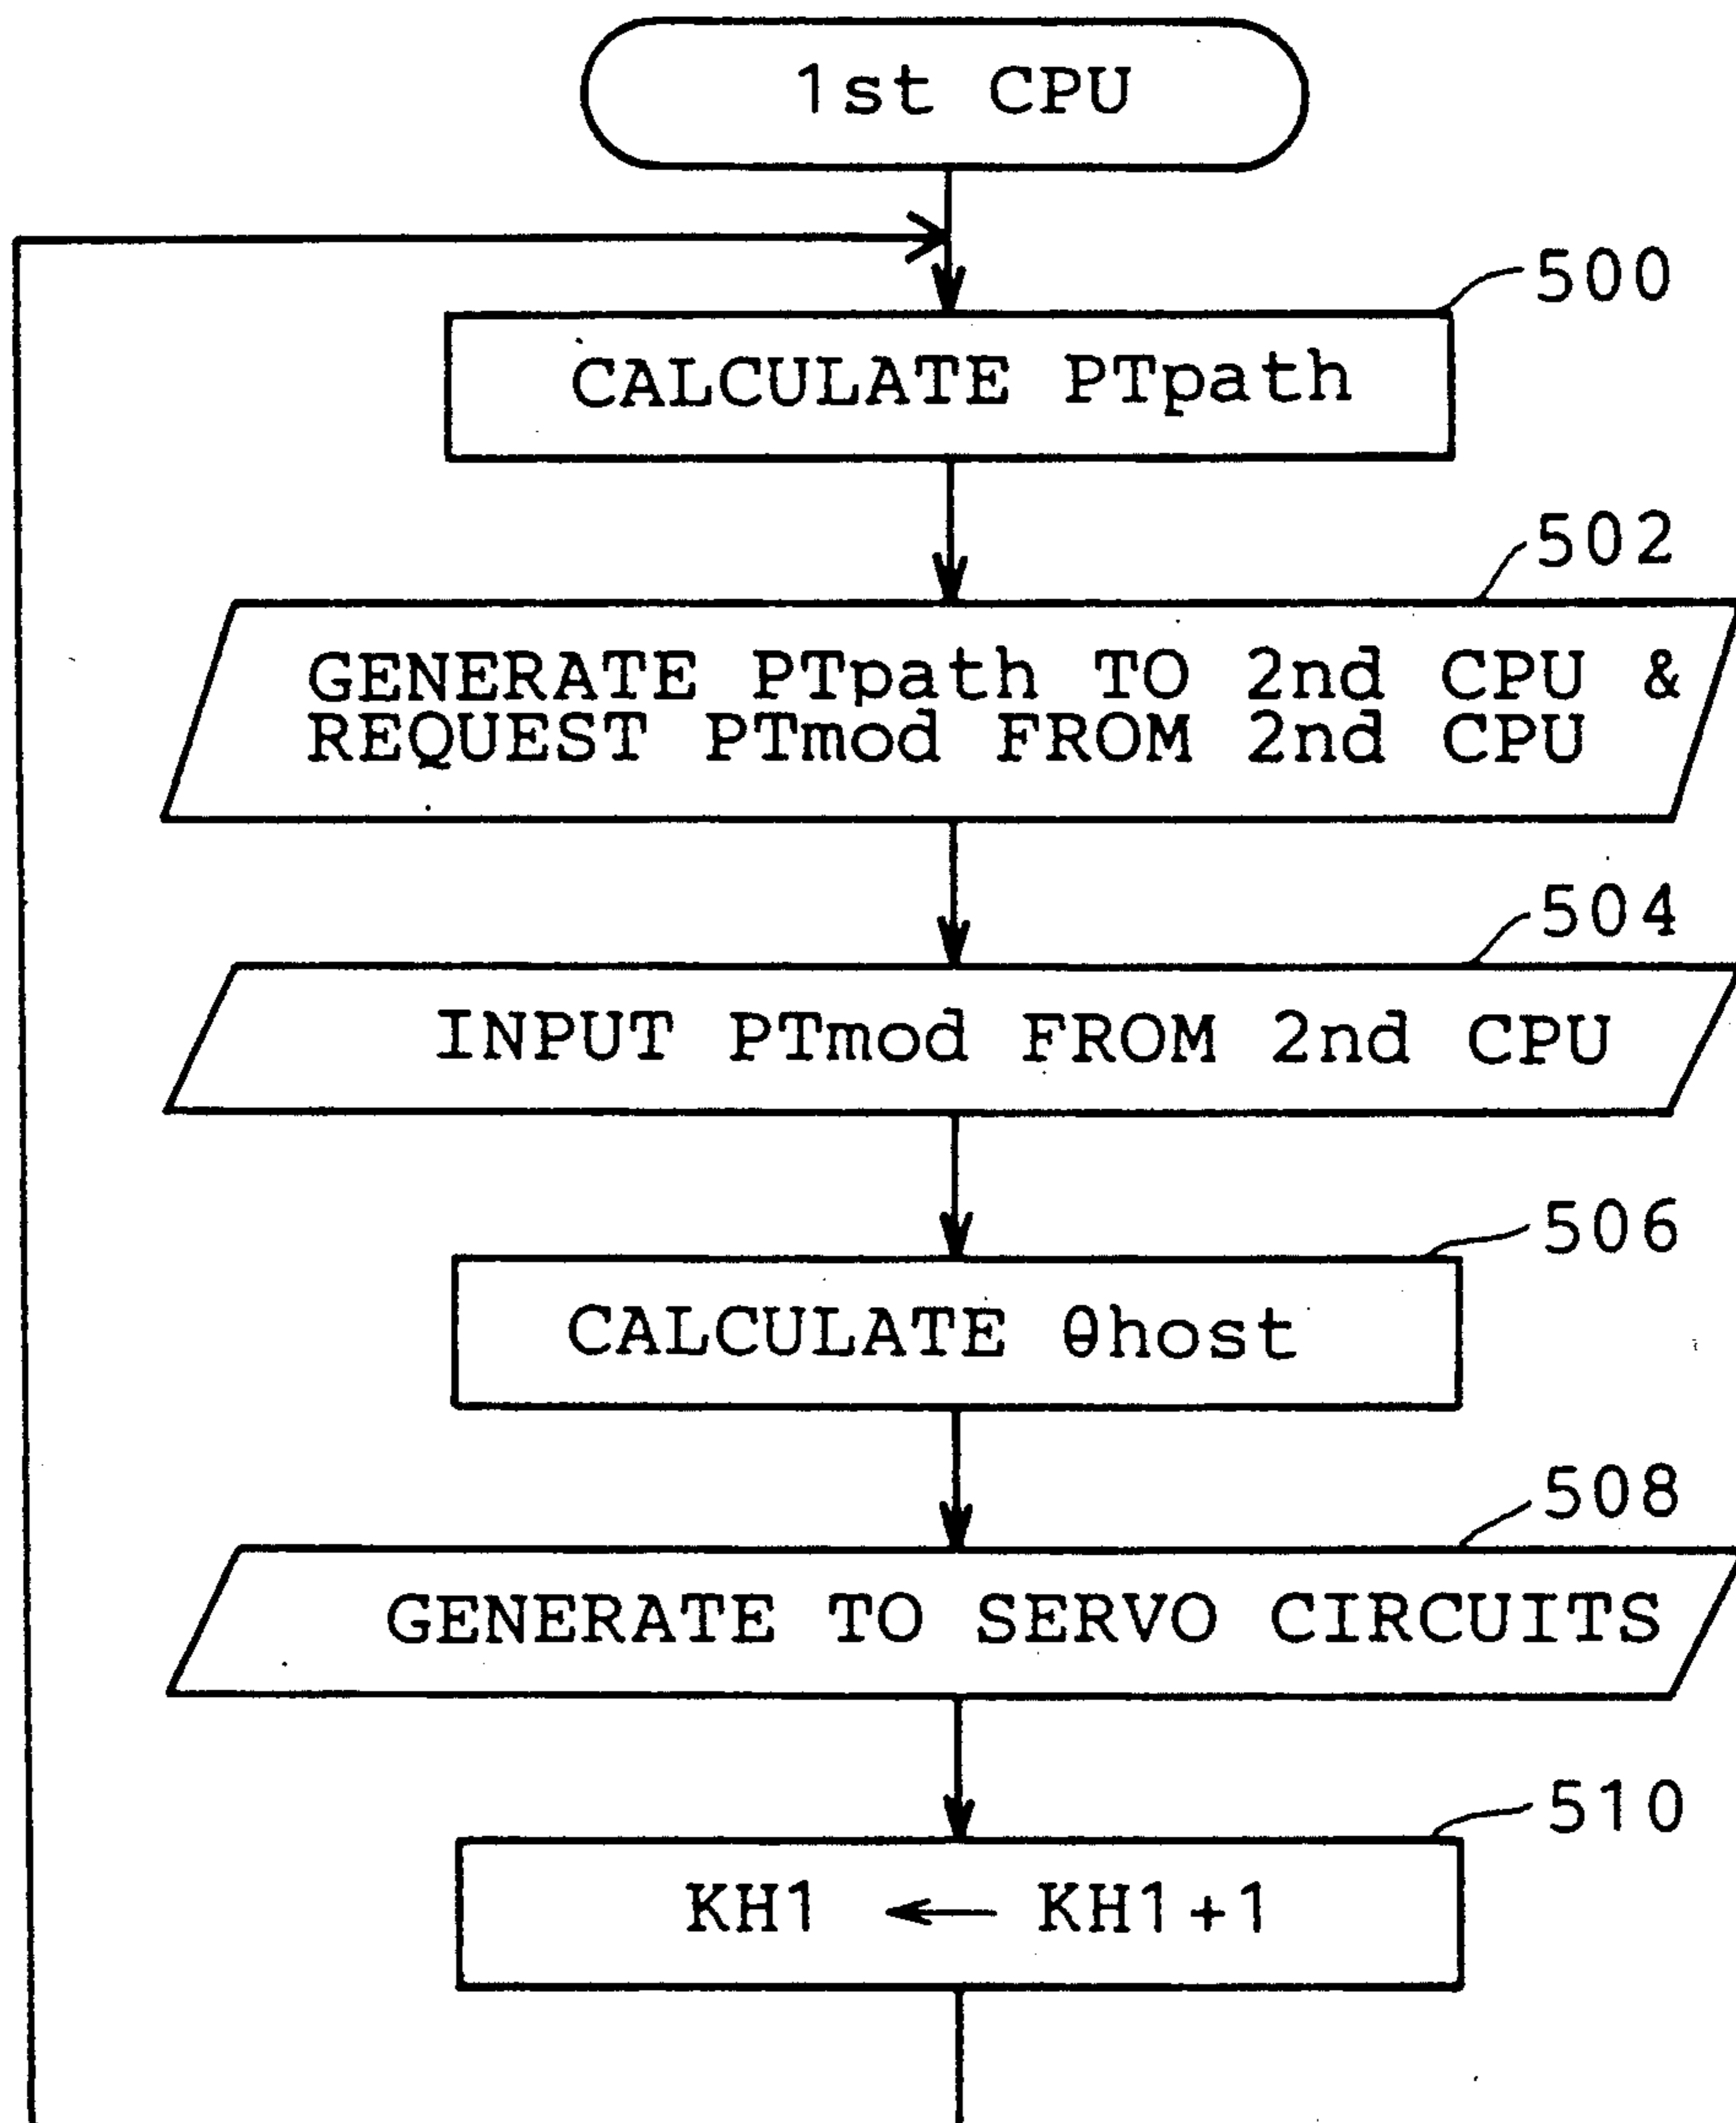 1st CPU
500
CALCULATE PTpath
502
GENERATE PTpath TO 2nd CPU &
REQUEST PTmod FROM 2nd CPU
504
INPUT PTmod FROM 2nd CPU
506
CALCULATE θhost
508
GENERATE TO SERVO CIRCUITS
510
KH1 ← KH1+1